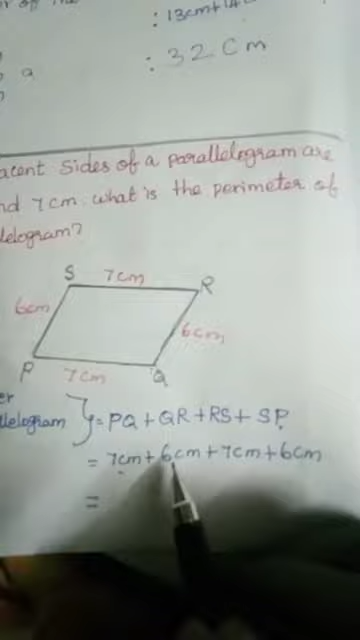 : 13cm+14
: 32 Cm
a
acent Sides of a parallelogram are
nd 7cm. what is the perimeter of
lelogram?
S 7cm R
6cm 6cm
P 7cm Q
er
llelogram } = PQ + QR + RS + SP
= 7cm + 6cm + 7cm + 6cm
=